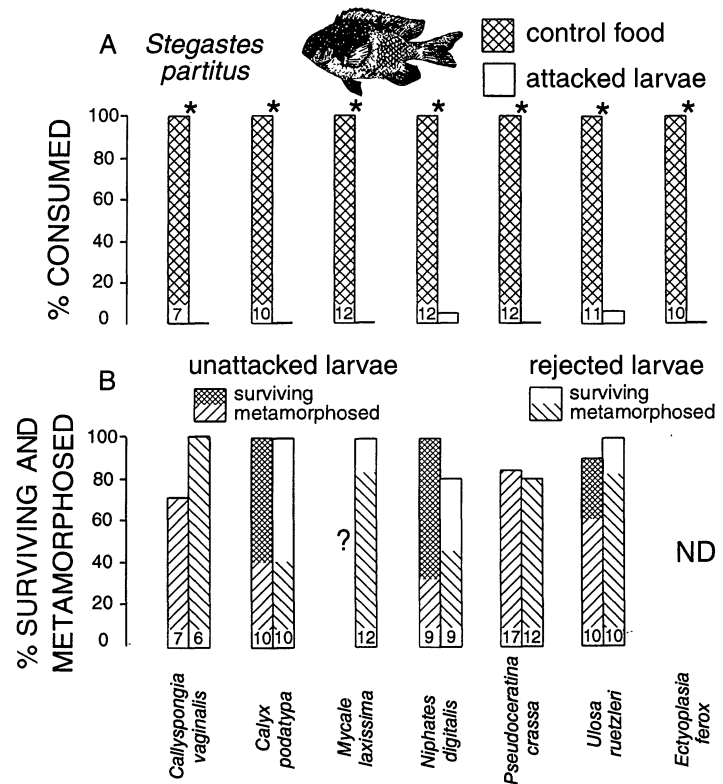 A
Stegastes
partitus
control food
attacked larvae
% CONSUMED
100
80
60
40
20
0
* * * * * * *
7 10 12 12 12 11 10
B
unattacked larvae
surviving
metamorphosed
rejected larvae
surviving
metamorphosed
% SURVIVING AND
METAMORPHOSED
100
80
60
40
20
0
?
ND
7 6 10 10 12 9 9 17 12 10 10
Callyspongia
vaginalis
Calyx
podatypa
Mycale
laxissima
Niphates
digitalis
Pseudoceratina
crassa
Ulosa
ruetzleri
Ectyoplasia
ferox